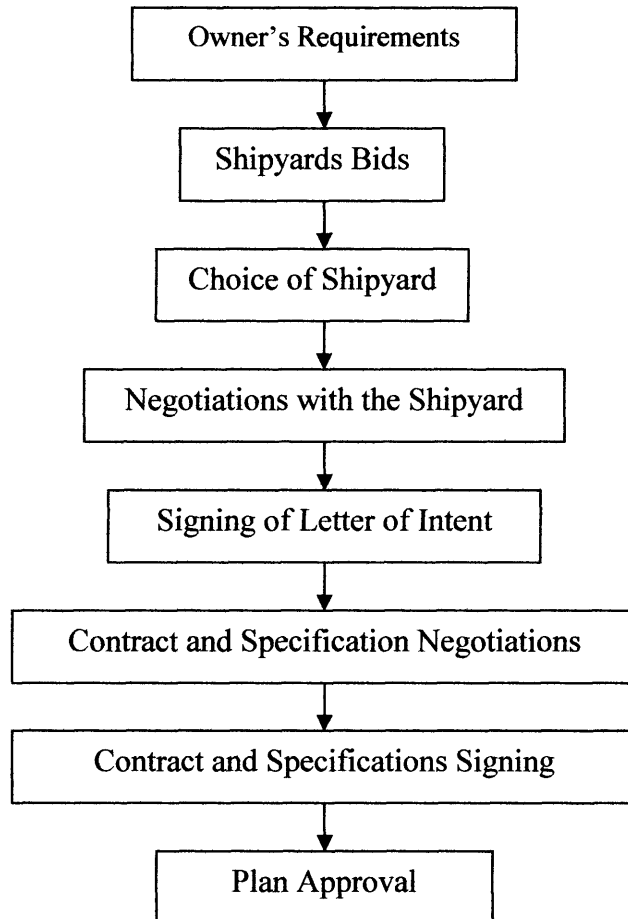 Owner's Requirements
Shipyards Bids
Choice of Shipyard
Negotiations with the Shipyard
Signing of Letter of Intent
Contract and Specification Negotiations
Contract and Specifications Signing
Plan Approval